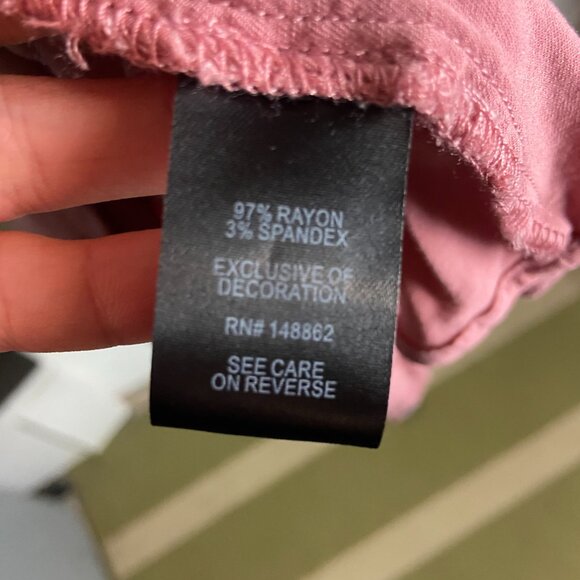 97% RAYON
3% SPANDEX
EXCLUSIVE OF
DECORATION
RN# 148862
SEE CARE
ON REVERSE